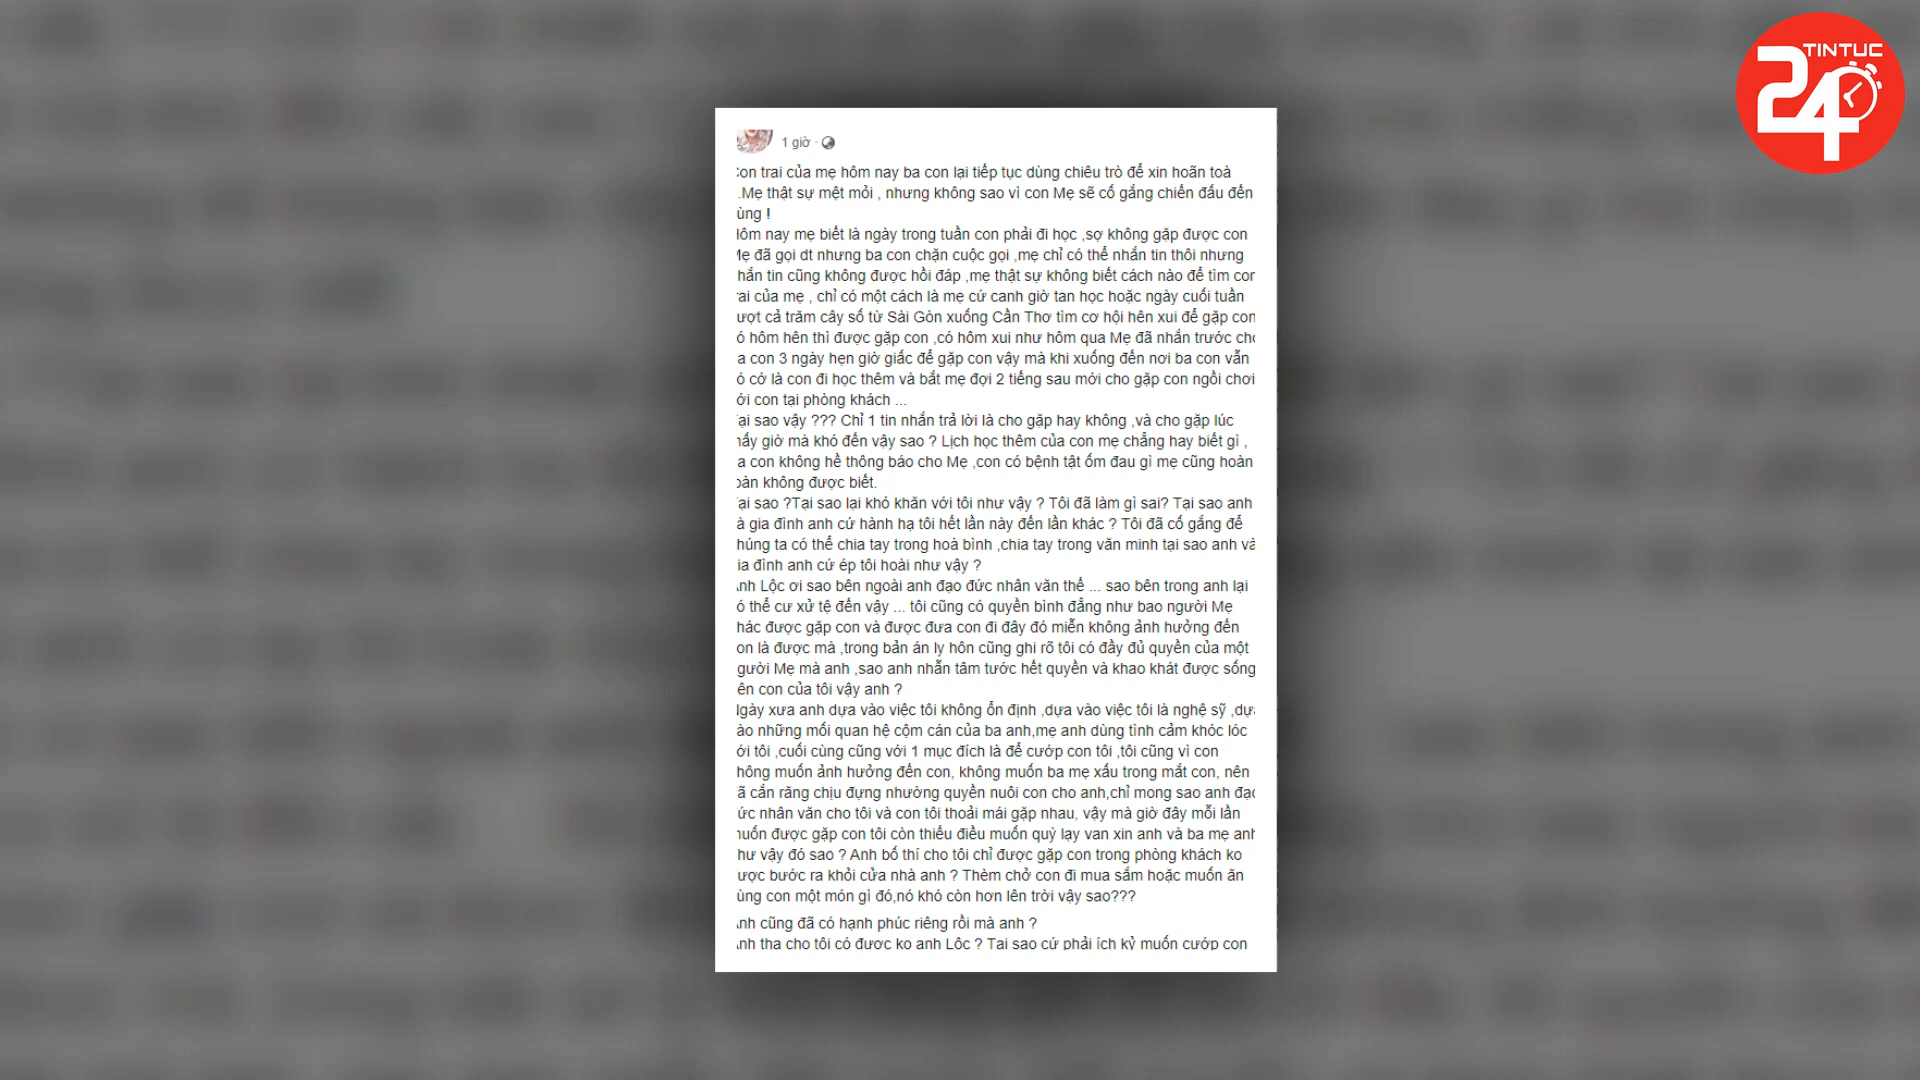 TINTUC
24
1 giờ ·
on trai của mẹ hôm nay ba con lại tiếp tục dùng chiêu trò để xin hoãn toà
.Mẹ thật sự mệt mỏi , nhưng không sao vì con Mẹ sẽ cố gắng chiến đấu đến
ùng !
ôm nay mẹ biết là ngày trong tuần con phải đi học ,sợ không gặp được con
ẹ đã gọi dt nhưng ba con chặn cuộc gọi ,mẹ chỉ có thể nhắn tin thôi nhưng
hắn tin cũng không được hồi đáp ,mẹ thật sự không biết cách nào để tìm con
rai của mẹ , chỉ có một cách là mẹ cứ canh giờ tan học hoặc ngày cuối tuần
ượt cả trăm cây số từ Sài Gòn xuống Cần Thơ tìm cơ hội hên xui để gặp con
ó hôm hên thì được gặp con ,có hôm xui như hôm qua Mẹ đã nhắn trước cho
a con 3 ngày hẹn giờ giấc để gặp con vậy mà khi xuống đến nơi ba con vẫn
ó cớ là con đi học thêm và bắt mẹ đợi 2 tiếng sau mới cho gặp con ngồi chơi
ới con tại phòng khách ...
ại sao vậy ??? Chỉ 1 tin nhắn trả lời là cho gặp hay không ,và cho gặp lúc
ấy giờ mà khó đến vậy sao ? Lịch học thêm của con mẹ chẳng hay biết gì ,
a con không hề thông báo cho Mẹ ,con có bệnh tật ốm đau gì mẹ cũng hoàn
oàn không được biết.
ại sao ?Tại sao lại khó khăn với tôi như vậy ? Tôi đã làm gì sai? Tại sao anh
à gia đình anh cứ hành hạ tôi hết lần này đến lần khác ? Tôi đã cố gắng để
húng ta có thể chia tay trong hoà bình ,chia tay trong văn minh tại sao anh và
ia đình anh cứ ép tôi hoài như vậy ?
nh Lộc ơi sao bên ngoài anh đạo đức nhân văn thế ... sao bên trong anh lại
ó thể cư xử tệ đến vậy ... tôi cũng có quyền bình đẳng như bao người Mẹ
hác được gặp con và được đưa con đi đây đó miễn không ảnh hưởng đến
on là được mà ,trong bản án ly hôn cũng ghi rõ tôi có đầy đủ quyền của một
gười Mẹ mà anh ,sao anh nhẫn tâm tước hết quyền và khao khát được sống
ên con của tôi vậy anh ?
gày xưa anh dựa vào việc tôi không ổn định ,dựa vào việc tôi là nghệ sỹ ,dựa
ào những mối quan hệ cộm cán của ba anh,mẹ anh dùng tình cảm khóc lóc
ới tôi ,cuối cùng cũng với 1 mục đích là để cướp con tôi ,tôi cũng vì con
hông muốn ảnh hưởng đến con, không muốn ba mẹ xấu trong mắt con, nên
ã cắn răng chịu đựng nhường quyền nuôi con cho anh,chỉ mong sao anh đạo
ức nhân văn cho tôi và con tôi thoải mái gặp nhau, vậy mà giờ đây mỗi lần
uốn được gặp con tôi còn thiếu điều muốn quỳ lạy van xin anh và ba mẹ anh
hư vậy đó sao ? Anh bố thí cho tôi chỉ được gặp con trong phòng khách ko
ược bước ra khỏi cửa nhà anh ? Thèm chở con đi mua sắm hoặc muốn ăn
ùng con một món gì đó,nó khó còn hơn lên trời vậy sao???
nh cũng đã có hạnh phúc riêng rồi mà anh ?
nh tha cho tôi có được ko anh Lộc ? Tại sao cứ phải ích kỷ muốn cướp con